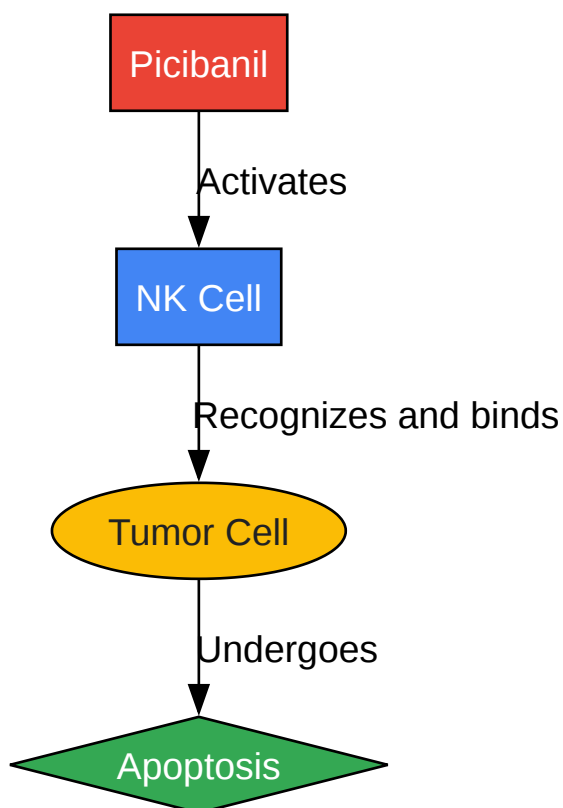 Picibanil
Activates
NK Cell
Recognizes and binds
Tumor Cell
Undergoes
Apoptosis